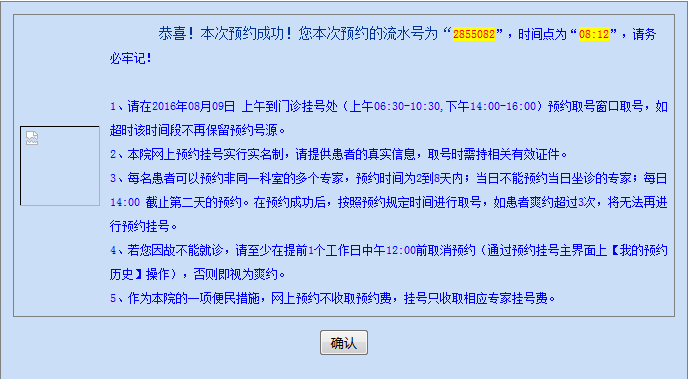 恭喜！本次预约成功！您本次预约的流水号为“2855082”，时间点为“08:12”，请务
必牢记！
1、请在2016年08月09日 上午到门诊挂号处（上午06:30-10:30,下午14:00-16:00）预约取号窗口取号，如
超时该时间段不再保留预约号源。
2、本院网上预约挂号实行实名制，请提供患者的真实信息，取号时需持相关有效证件。
3、每名患者可以预约非同一科室的多个专家，预约时间为2到8天内；当日不能预约当日坐诊的专家；每日
14:00 截止第二天的预约。在预约成功后，按照预约规定时间进行取号，如患者爽约超过3次，将无法再进
行预约挂号。
4、若您因故不能就诊，请至少在提前1个工作日中午12:00前取消预约（通过预约挂号主界面上【我的预约
历史】操作），否则即视为爽约。
5、作为本院的一项便民措施，网上预约不收取预约费，挂号只收取相应专家挂号费。
确认